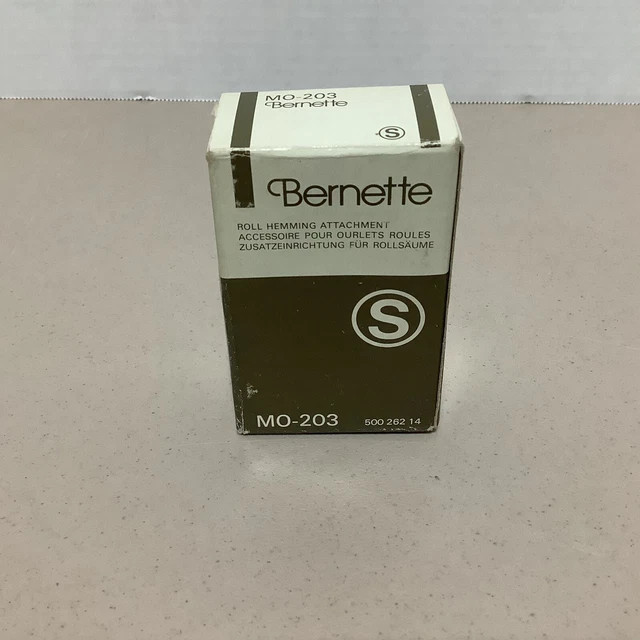 MO-203
Bernette
S
Bernette
ROLL HEMMING ATTACHMENT
ACCESSOIRE POUR OURLETS ROULES
ZUSATZEINRICHTUNG FÜR ROLLSÄUME
S
MO-203 500 262 14